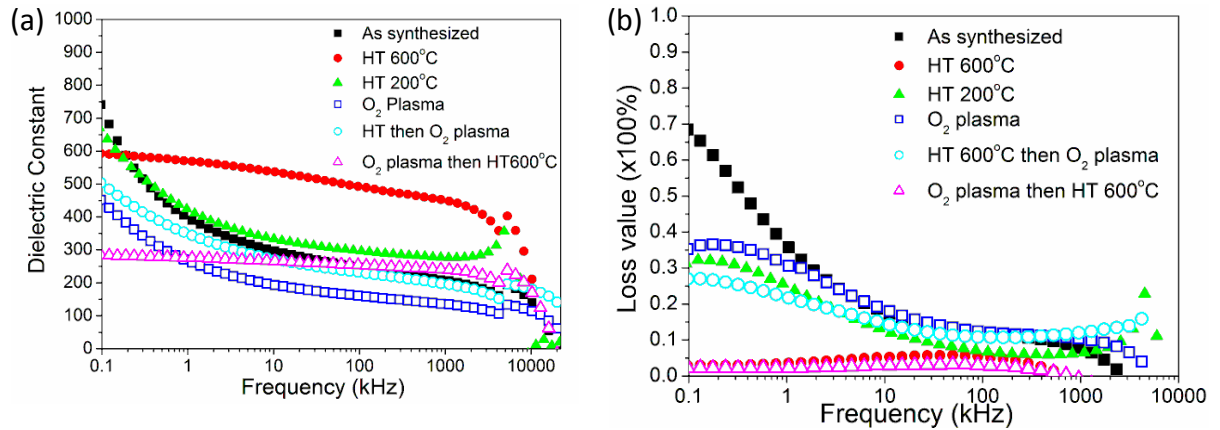 (a)
1000
900
800
700
600
500
400
300
200
100
0
Dielectric Constant
As synthesized
HT 600°C
HT 200°C
O₂ Plasma
HT then O₂ plasma
O₂ plasma then HT600°C
0.1 1 10 100 1000 10000
Frequency (kHz)
(b)
1.0
0.9
0.8
0.7
0.6
0.5
0.4
0.3
0.2
0.1
0.0
Loss value (x100%)
As synthesized
HT 600°C
HT 200°C
O₂ plasma
HT 600°C then O₂ plasma
O₂ plasma then HT 600°C
0.1 1 10 100 1000 10000
Frequency (kHz)